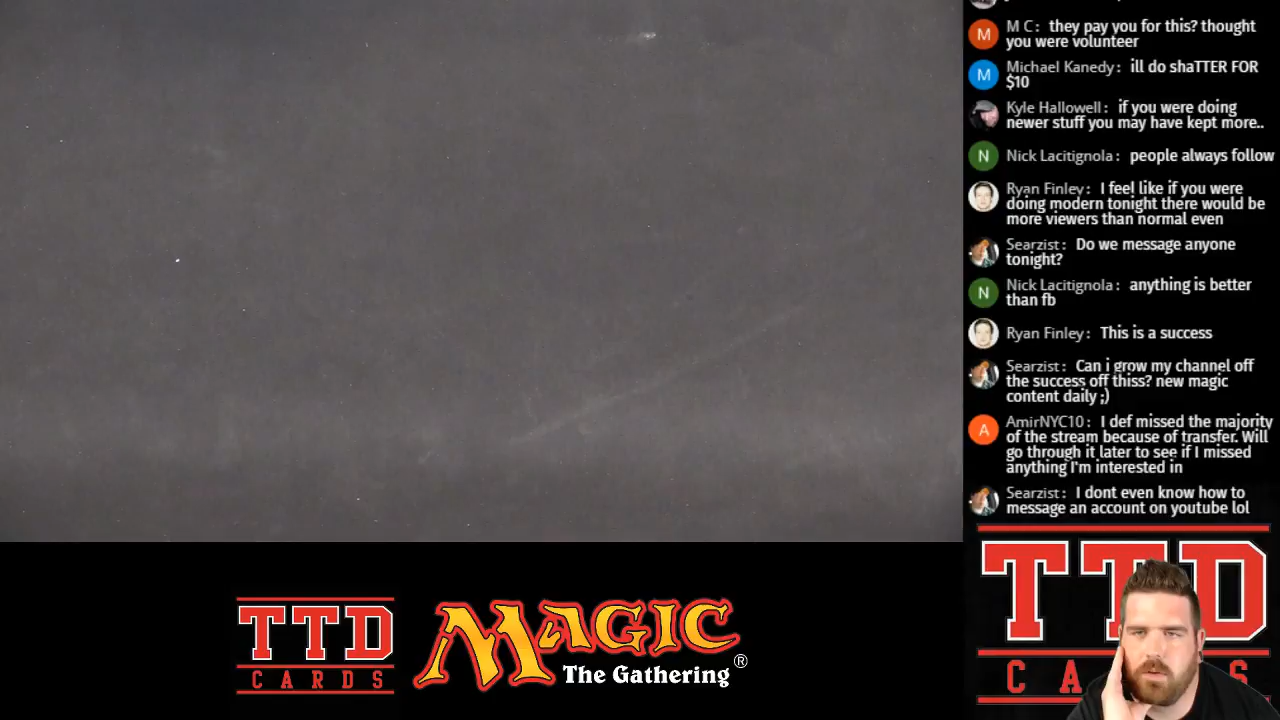 M C: they pay you for this? thought
you were volunteer
Michael Kanedy: ill do shaTTER FOR
$10
Kyle Hallowell: if you were doing
newer stuff you may have kept more..
Nick Lacitignola: people always follow
Ryan Finley: I feel like if you were
doing modern tonight there would be
more viewers than normal even
Searzist: Do we message anyone
tonight?
Nick Lacitignola: anything is better
than fb
Ryan Finley: This is a success
Searzist: Can i grow my channel off
the success off thiss? new magic
content daily ;)
AmirNYC10: I def missed the majority
of the stream because of transfer. Will
go through it later to see if I missed
anything I'm interested in
Searzist: I dont even know how to
message an account on youtube lol
TTD
CARDS
MAGIC
The Gathering®
TTD